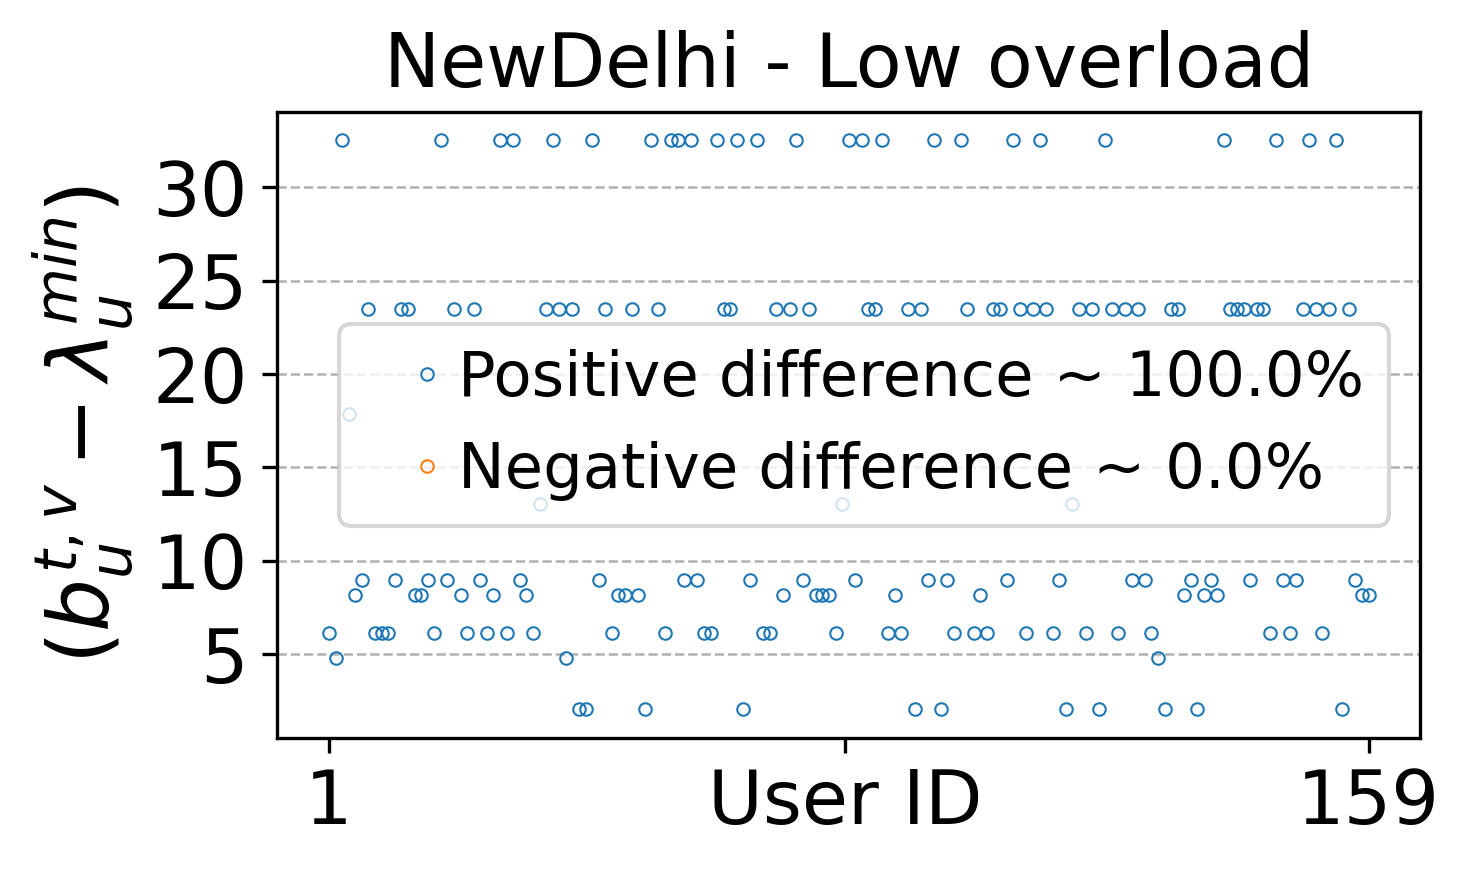 NewDelhi - Low overload
(b_u^{t, v} − λ_u^{min})
30
25
20
15
10
5
Positive difference ~ 100.0%
Negative difference ~ 0.0%
1 User ID 159